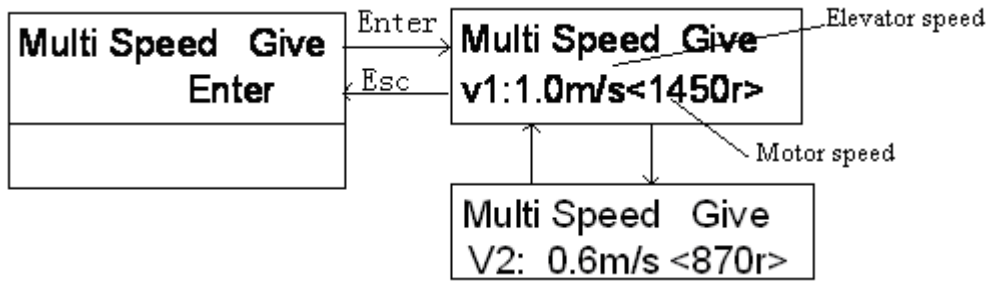 Multi Speed Give
Enter
Enter
Esc
Multi Speed Give
v1:1.0m/s<1450r>
Elevator speed
Motor speed
Multi Speed Give
V2: 0.6m/s <870r>